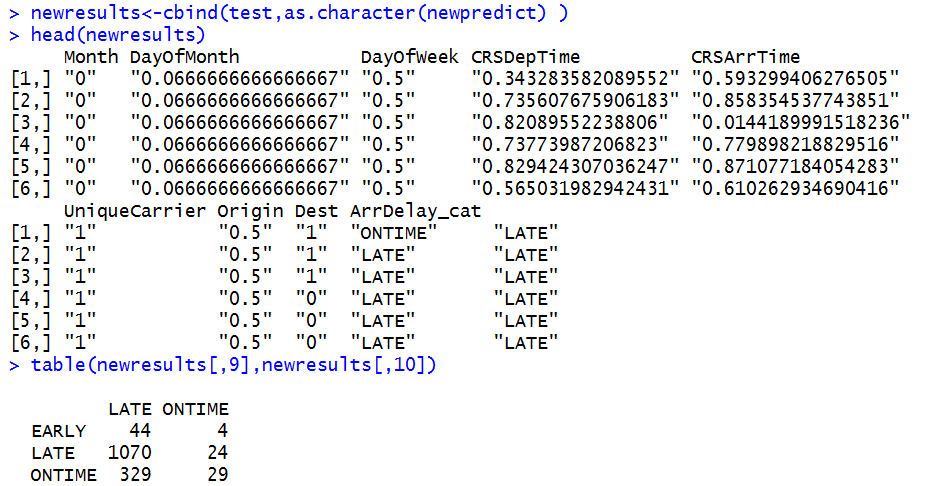 > newresults<-cbind(test,as.character(newpredict) )
> head(newresults)
     Month DayOfMonth           DayOfWeek CRSDepTime          CRSArrTime
[1,] "0"   "0.0666666666666667" "0.5"     "0.343283582089552" "0.593299406276505"
[2,] "0"   "0.0666666666666667" "0.5"     "0.735607675906183" "0.858354537743851"
[3,] "0"   "0.0666666666666667" "0.5"     "0.82089552238806"  "0.0144189991518236"
[4,] "0"   "0.0666666666666667" "0.5"     "0.73773987206823"  "0.779898218829516"
[5,] "0"   "0.0666666666666667" "0.5"     "0.829424307036247" "0.871077184054283"
[6,] "0"   "0.0666666666666667" "0.5"     "0.565031982942431" "0.610262934690416"
     UniqueCarrier Origin Dest ArrDelay_cat
[1,] "1"           "0.5"  "1"  "ONTIME"     "LATE"
[2,] "1"           "0.5"  "1"  "LATE"       "LATE"
[3,] "1"           "0.5"  "1"  "LATE"       "LATE"
[4,] "1"           "0.5"  "0"  "LATE"       "LATE"
[5,] "1"           "0.5"  "0"  "LATE"       "LATE"
[6,] "1"           "0.5"  "0"  "LATE"       "LATE"
> table(newresults[,9],newresults[,10])
         LATE ONTIME
  EARLY    44      4
  LATE   1070     24
  ONTIME  329     29